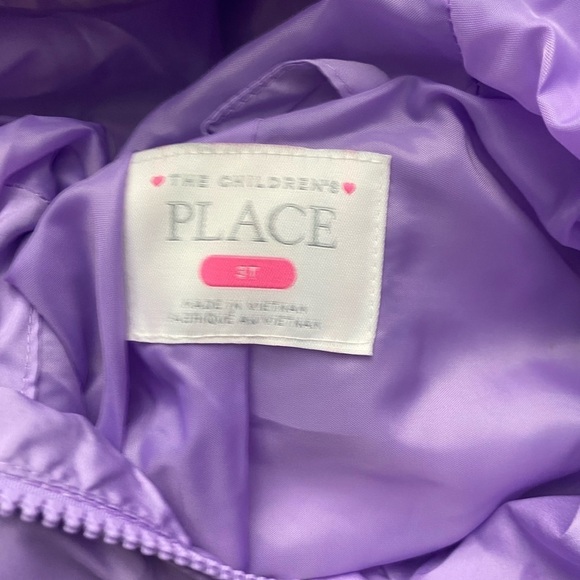 THE CHILDREN'S
PLACE
3T
MADE IN VIETNAM
FABRIQUÉ AU VIETNAM